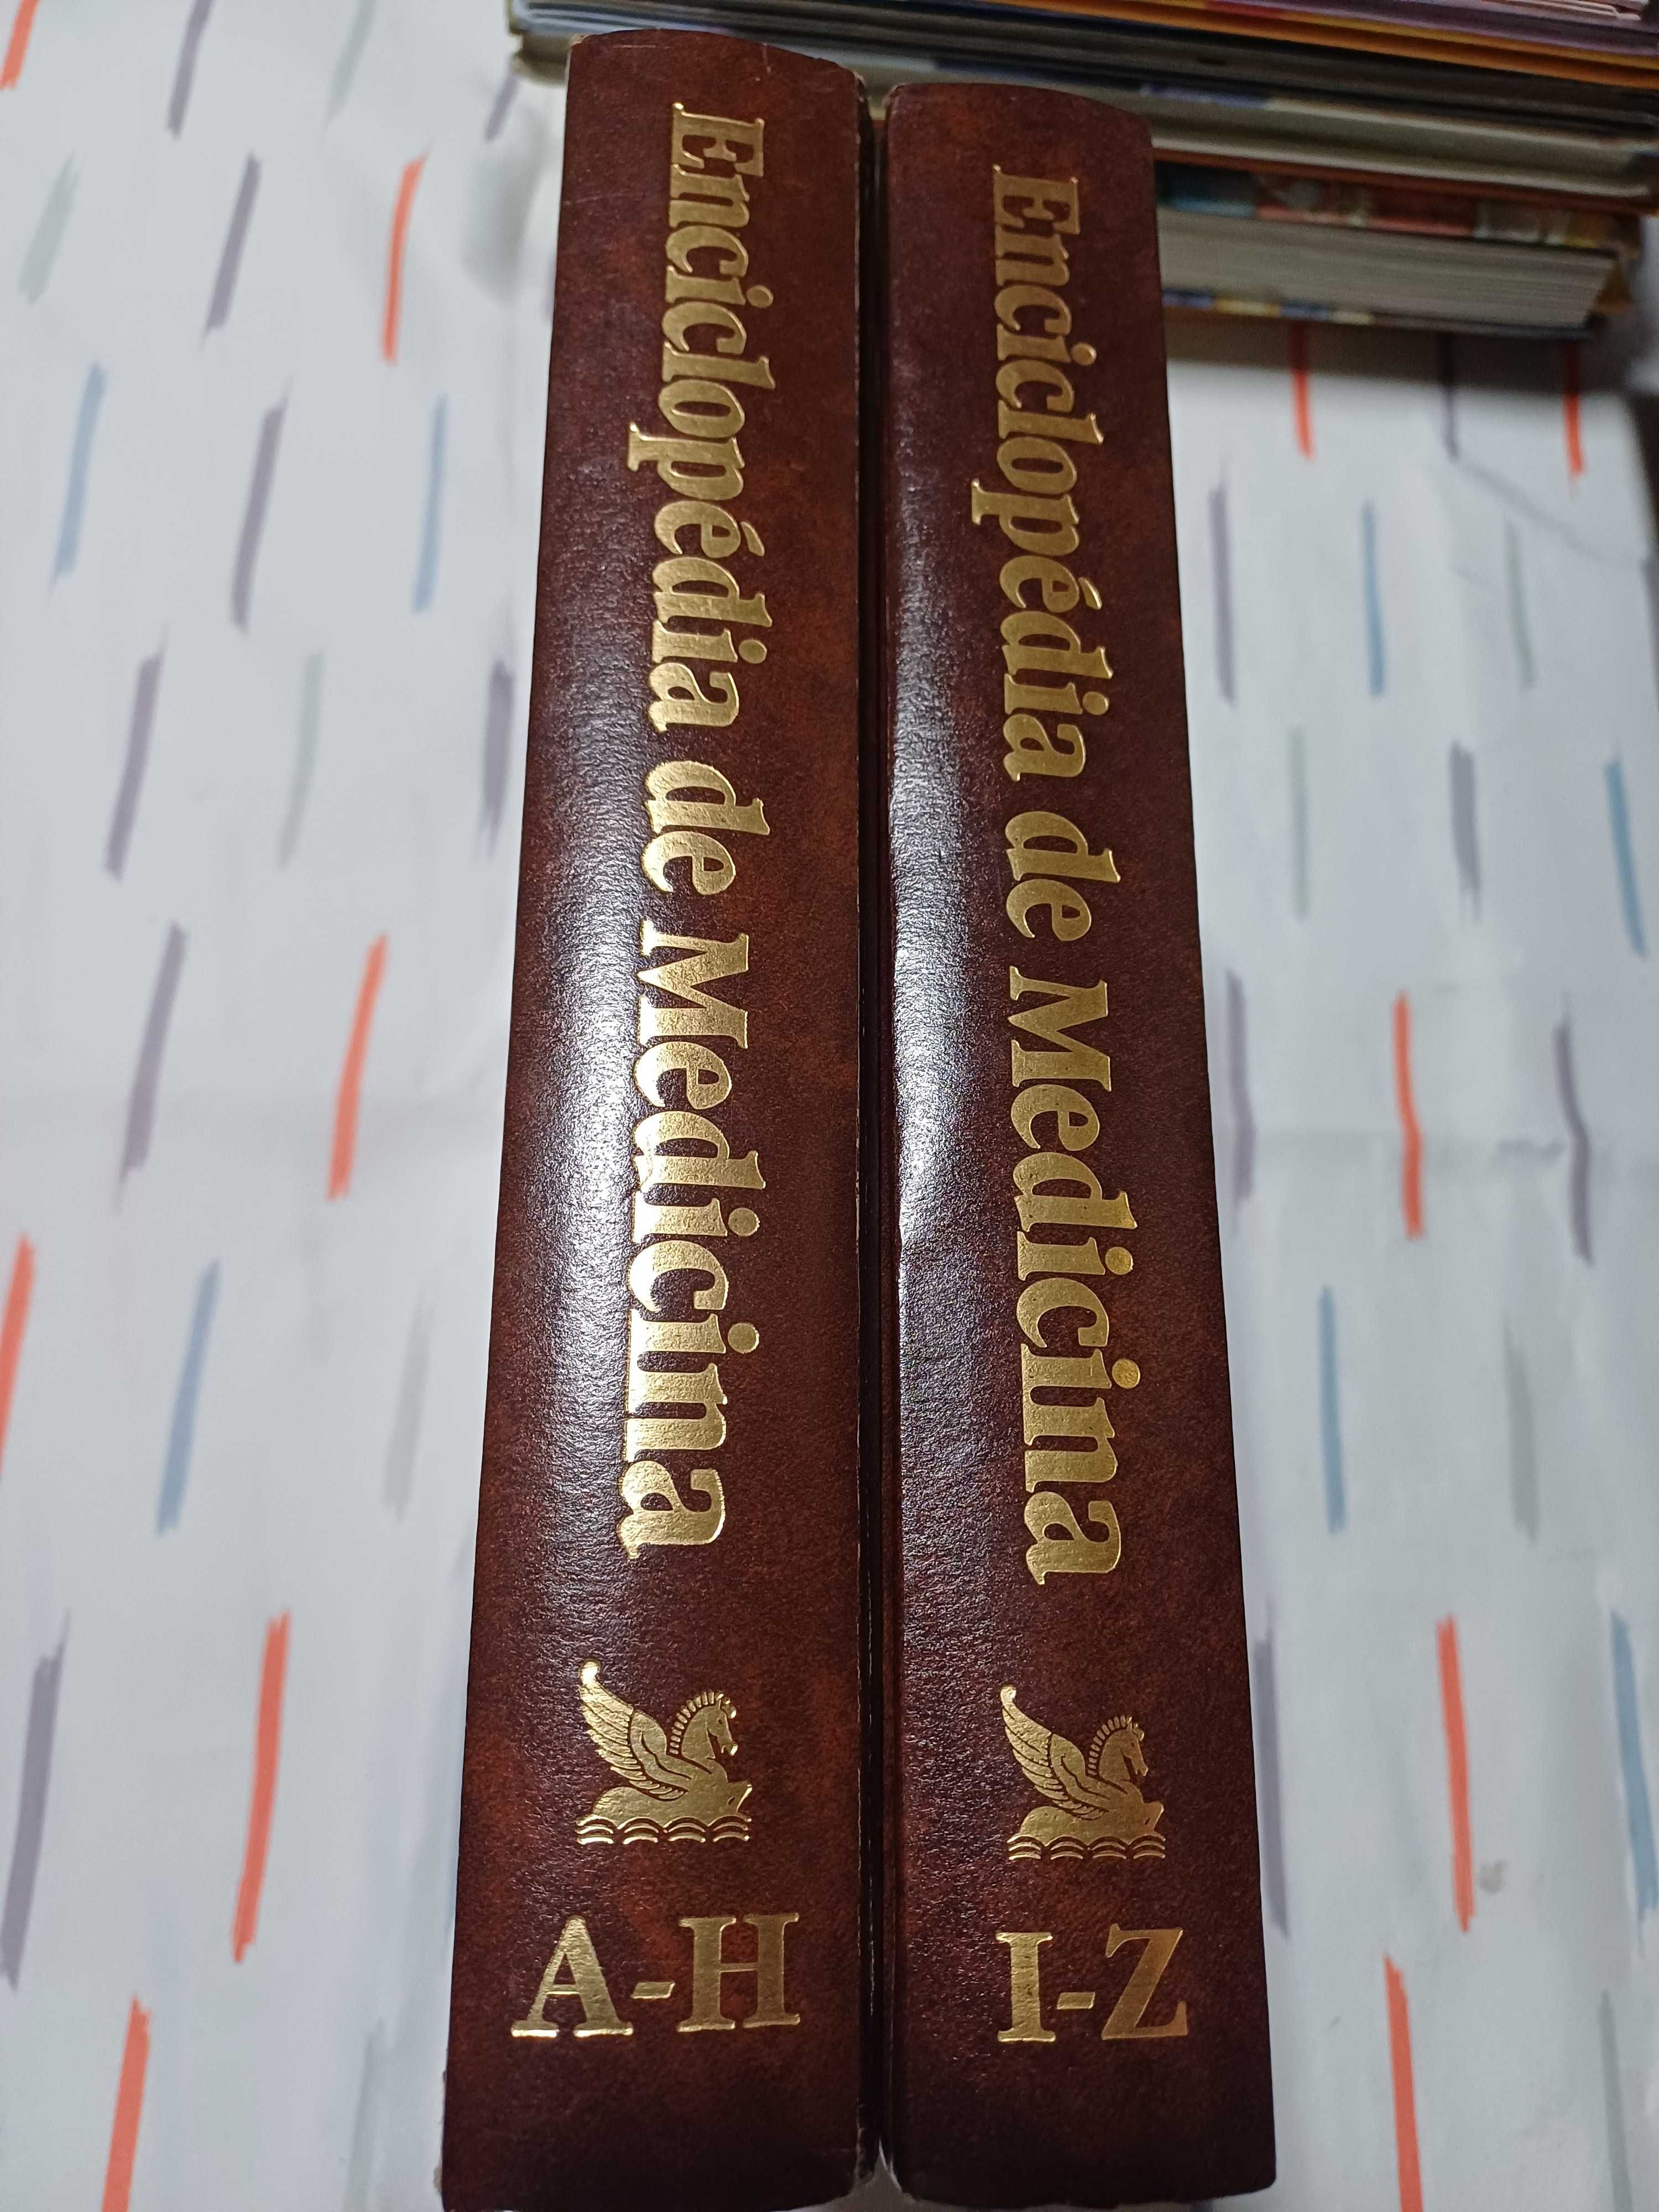 Enciclopédia de Medicina
A-H
Enciclopédia de Medicina
I-Z